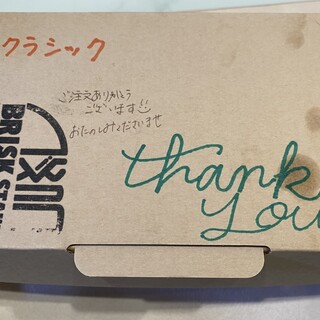 クラシック
ご注文ありがとう
ございます
おたのしみくださいませ
thank
you
BRISK STAN